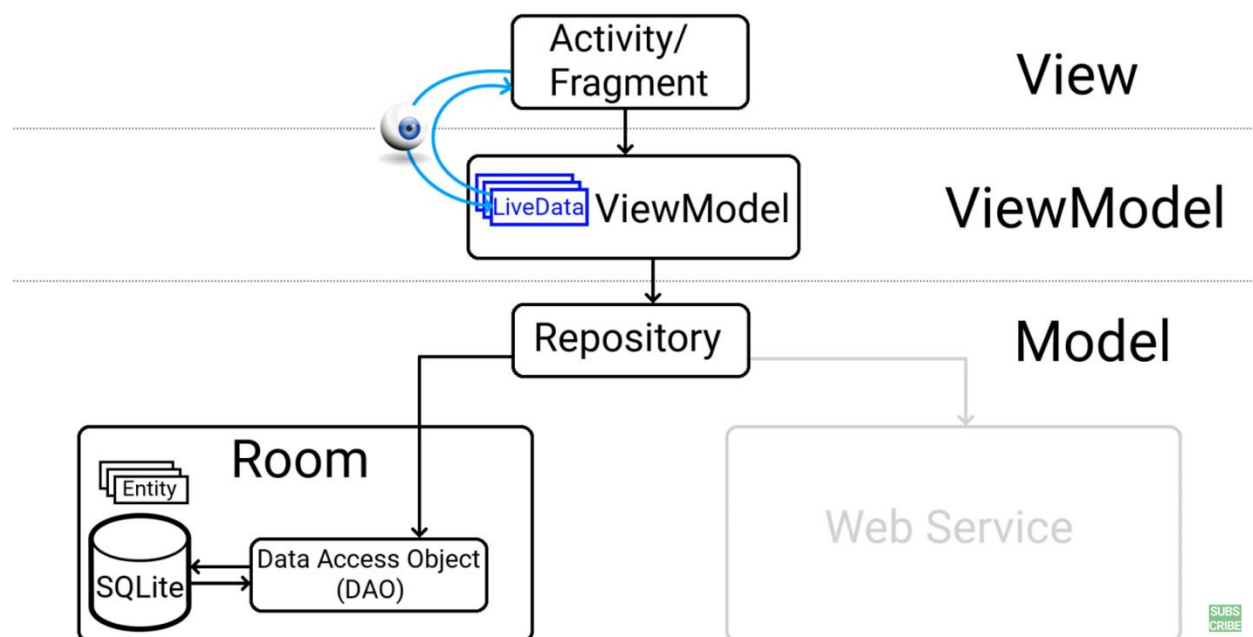 Activity/
Fragment
View
LiveData
ViewModel
ViewModel
Repository
Model
Room
Entity
SQLite
Data Access Object
(DAO)
Web Service
SUBS
CRIBE